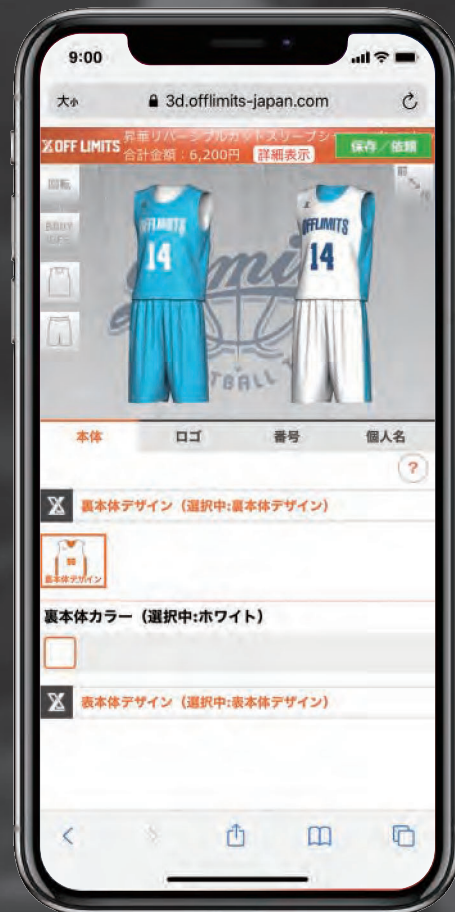 9:00
大小
3d.offlimits-japan.com
OFF LIMITS
合計金額：6,200円 詳細表示
保存／依頼
回転
前
後
OFFLIMITS
14
OFFLIMITS
14
本体
ロゴ
番号
個人名
?
裏本体デザイン（選択中:裏本体デザイン）
裏本体デザイン
裏本体カラー（選択中:ホワイト）
表本体デザイン（選択中:表本体デザイン）